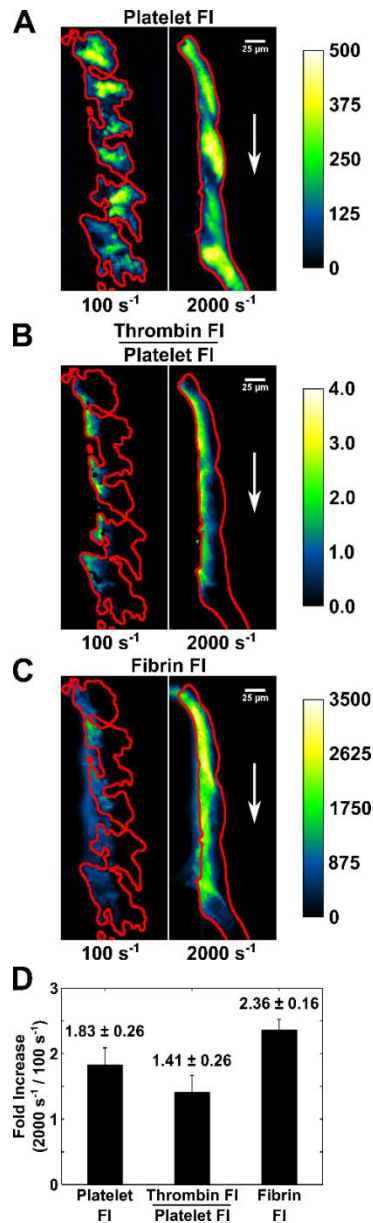 A
Platelet FI
25 µm
500
375
250
125
0
100 s⁻¹ 2000 s⁻¹
B
Thrombin FI
Platelet FI
25 µm
4.0
3.0
2.0
1.0
0.0
100 s⁻¹ 2000 s⁻¹
C
Fibrin FI
25 µm
3500
2625
1750
875
0
100 s⁻¹ 2000 s⁻¹
D
Fold Increase
(2000 s⁻¹ / 100 s⁻¹)
3
2
1
0
1.83 ± 0.26
1.41 ± 0.26
2.36 ± 0.16
Platelet
FI
Thrombin FI
Platelet FI
Fibrin
FI